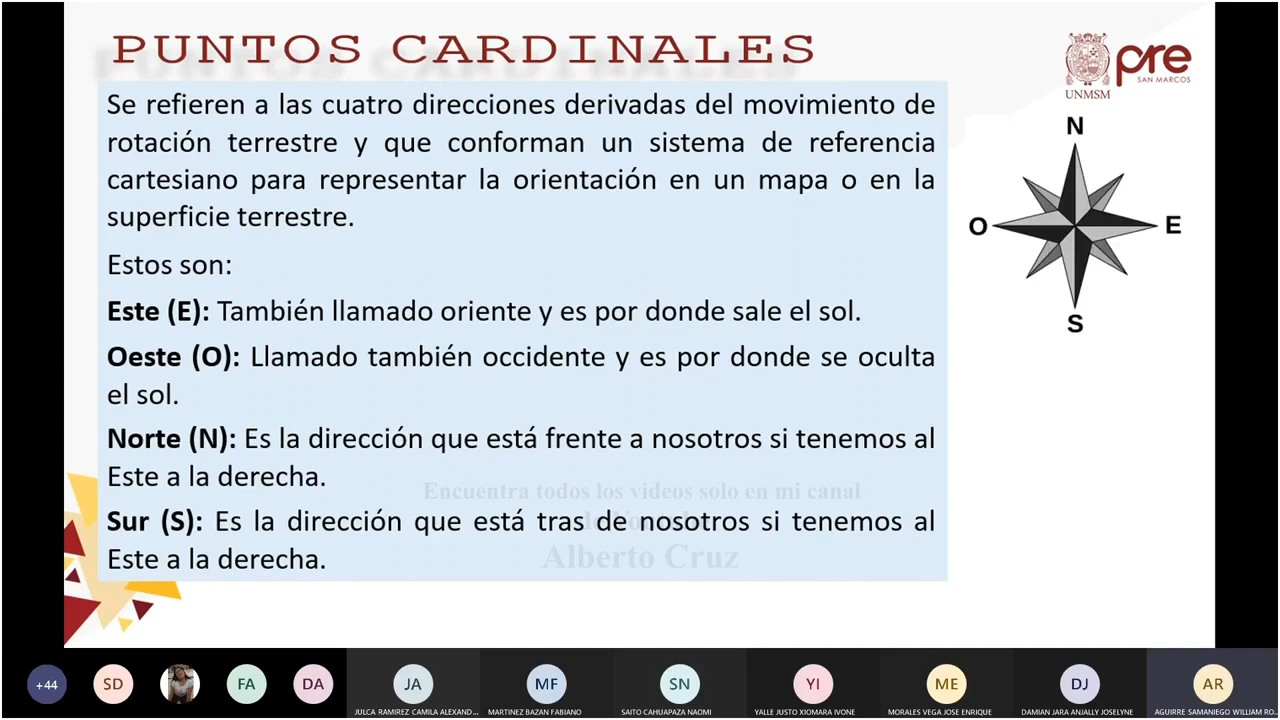 PUNTOS CARDINALES
pre
SAN MARCOS
UNMSM
Se refieren a las cuatro direcciones derivadas del movimiento de
rotación terrestre y que conforman un sistema de referencia
cartesiano para representar la orientación en un mapa o en la
superficie terrestre.
Estos son:
Este (E): También llamado oriente y es por donde sale el sol.
Oeste (O): Llamado también occidente y es por donde se oculta
el sol.
Norte (N): Es la dirección que está frente a nosotros si tenemos al
Este a la derecha.
Sur (S): Es la dirección que está tras de nosotros si tenemos al
Este a la derecha.
N
O
E
S
Encuentra todos los videos solo en mi canal
Alberto Cruz
+44
SD
FA
DA
JA
MF
SN
YI
ME
DJ
AR
JULCA RAMIREZ CAMILA ALEXAND...
MARTINEZ BAZAN FABIANO
SAITO CAHUAPAZA NAOMI
YALLE JUSTO XIOMARA IVONE
MORALES VEGA JOSE ENRIQUE
DAMIAN JARA ANJALLY JOSELYNE
AGUIRRE SAMANIEGO WILLIAM RO...